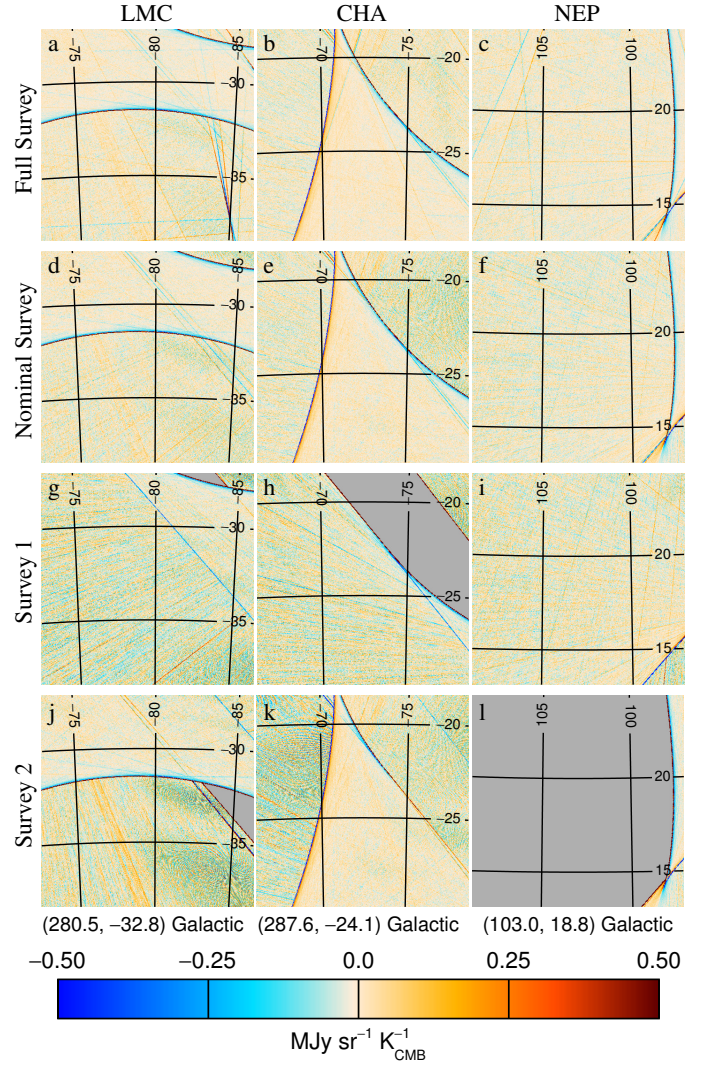 LMC CHA NEP
Full Survey
a −75 −80 −85 −30 −35
b −70 −75 −20 −25
c 105 100 20 15
Nominal Survey
d −75 −80 −85 −30 −35
e −70 −75 −20 −25
f 105 100 20 15
Survey 1
g −75 −80 −85 −30 −35
h −70 −75 −20 −25
i 105 100 20 15
Survey 2
j −75 −80 −85 −30 −35
k −70 −75 −20 −25
l 105 100 20 15
(280.5, −32.8) Galactic (287.6, −24.1) Galactic (103.0, 18.8) Galactic
−0.50 −0.25 0.0 0.25 0.50
MJy sr⁻¹ K⁻¹CMB